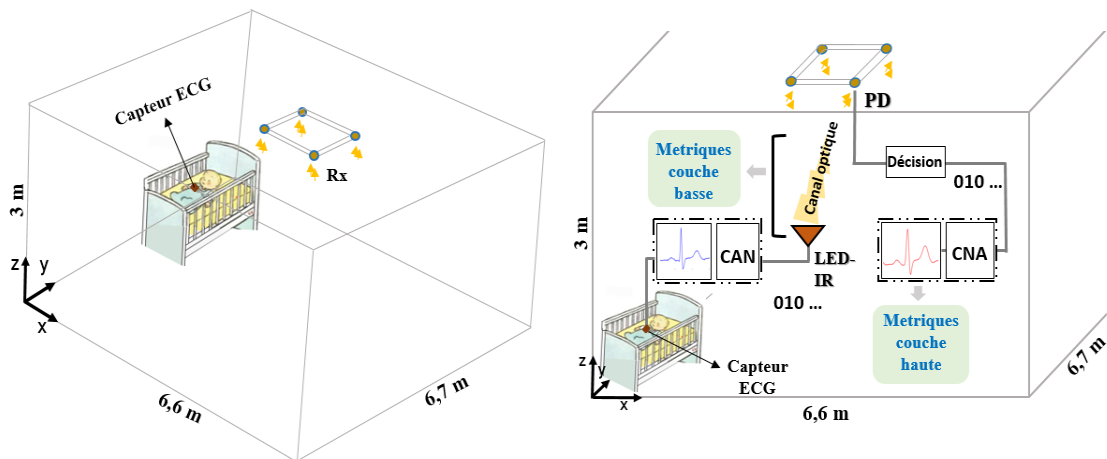 Capteur ECG
Rx
3 m
z
y
x
6,6 m
6,7 m
PD
Metriques
couche
basse
Canal optique
Décision
010 ...
3 m
CAN
LED-
IR
CNA
010 ...
Metriques
couche
haute
Capteur
ECG
z
y
x
6,6 m
6,7 m